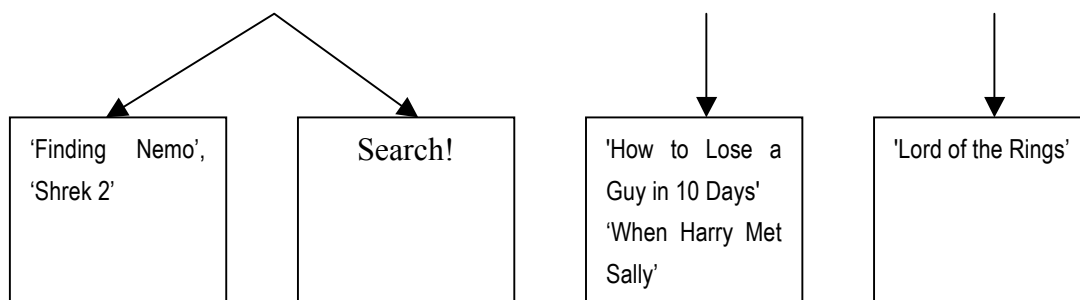 ‘Finding Nemo’,
‘Shrek 2’
Search!
'How to Lose a
Guy in 10 Days'
‘When Harry Met
Sally’
'Lord of the Rings’